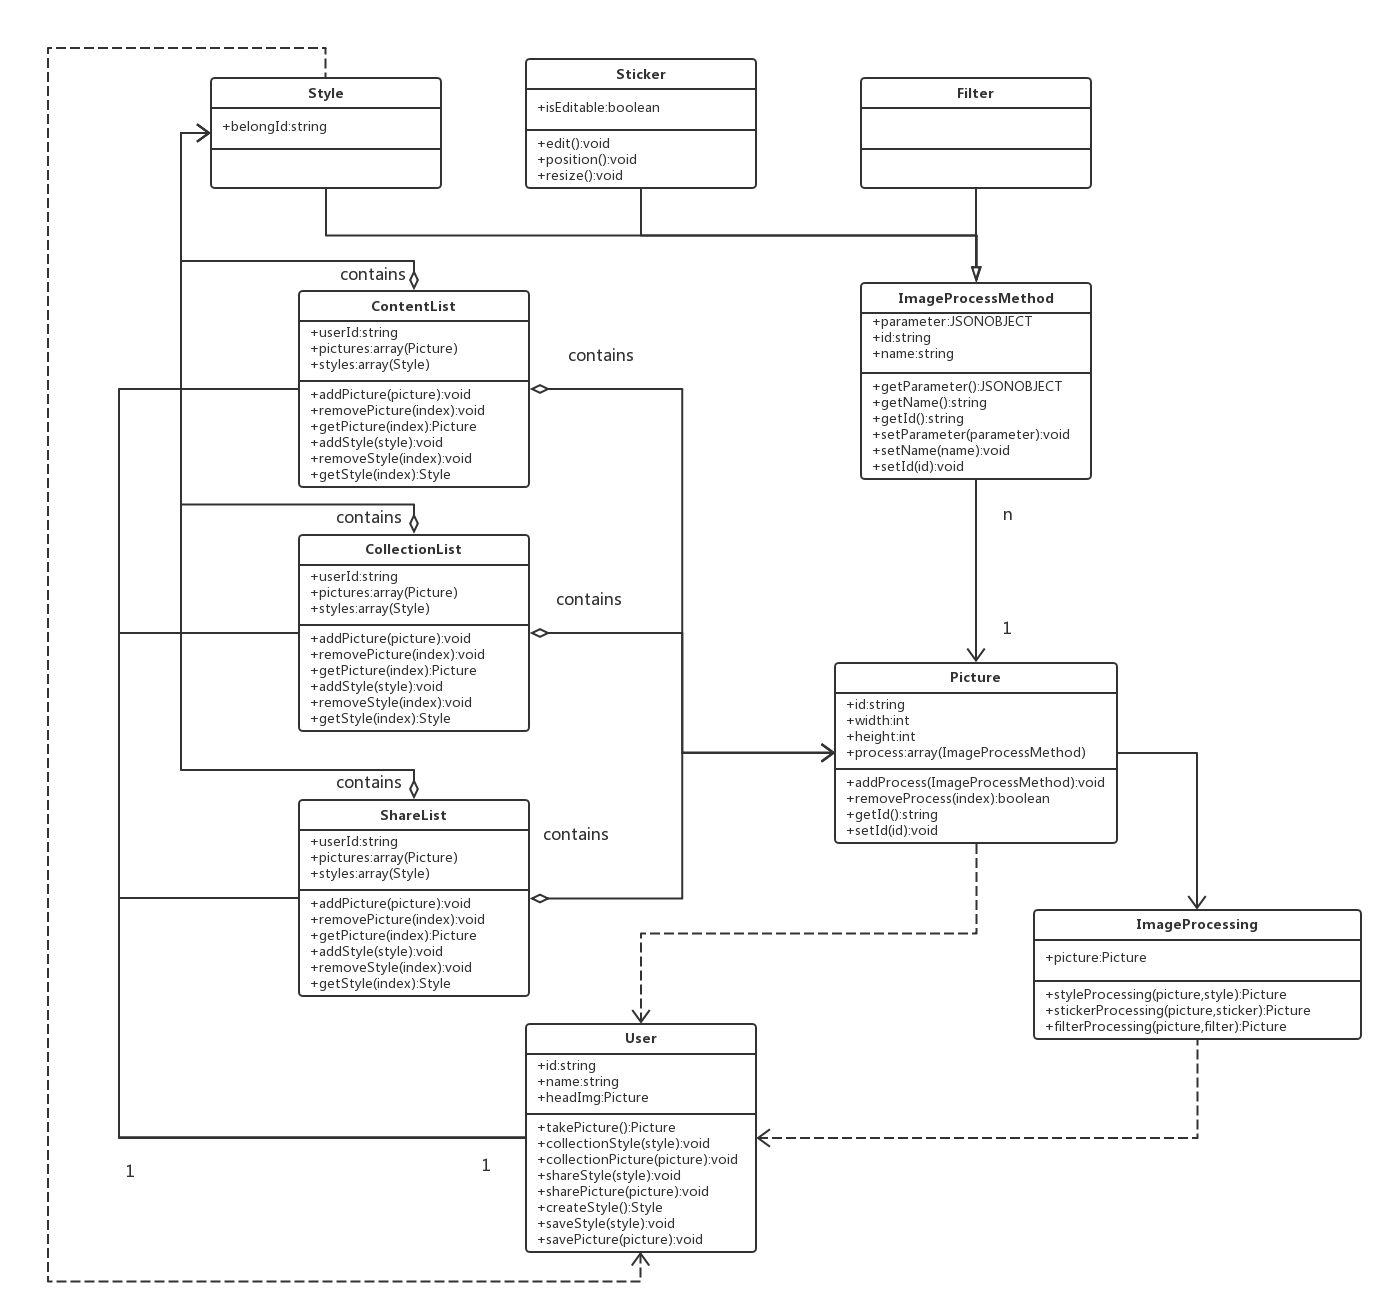 Style
+belongId:string
Sticker
+isEditable:boolean
+edit():void
+position():void
+resize():void
Filter
contains
ContentList
+userId:string
+pictures:array(Picture)
+styles:array(Style)
+addPicture(picture):void
+removePicture(index):void
+getPicture(index):Picture
+addStyle(style):void
+removeStyle(index):void
+getStyle(index):Style
contains
ImageProcessMethod
+parameter:JSONOBJECT
+id:string
+name:string
+getParameter():JSONOBJECT
+getName():string
+getId():string
+setParameter(parameter):void
+setName(name):void
+setId(id):void
n
1
contains
CollectionList
+userId:string
+pictures:array(Picture)
+styles:array(Style)
+addPicture(picture):void
+removePicture(index):void
+getPicture(index):Picture
+addStyle(style):void
+removeStyle(index):void
+getStyle(index):Style
contains
Picture
+id:string
+width:int
+height:int
+process:array(ImageProcessMethod)
+addProcess(ImageProcessMethod):void
+removeProcess(index):boolean
+getId():string
+setId(id):void
contains
ShareList
+userId:string
+pictures:array(Picture)
+styles:array(Style)
+addPicture(picture):void
+removePicture(index):void
+getPicture(index):Picture
+addStyle(style):void
+removeStyle(index):void
+getStyle(index):Style
contains
ImageProcessing
+picture:Picture
+styleProcessing(picture,style):Picture
+stickerProcessing(picture,sticker):Picture
+filterProcessing(picture,filter):Picture
User
+id:string
+name:string
+headImg:Picture
+takePicture():Picture
+collectionStyle(style):void
+collectionPicture(picture):void
+shareStyle(style):void
+sharePicture(picture):void
+createStyle():Style
+saveStyle(style):void
+savePicture(picture):void
1
1